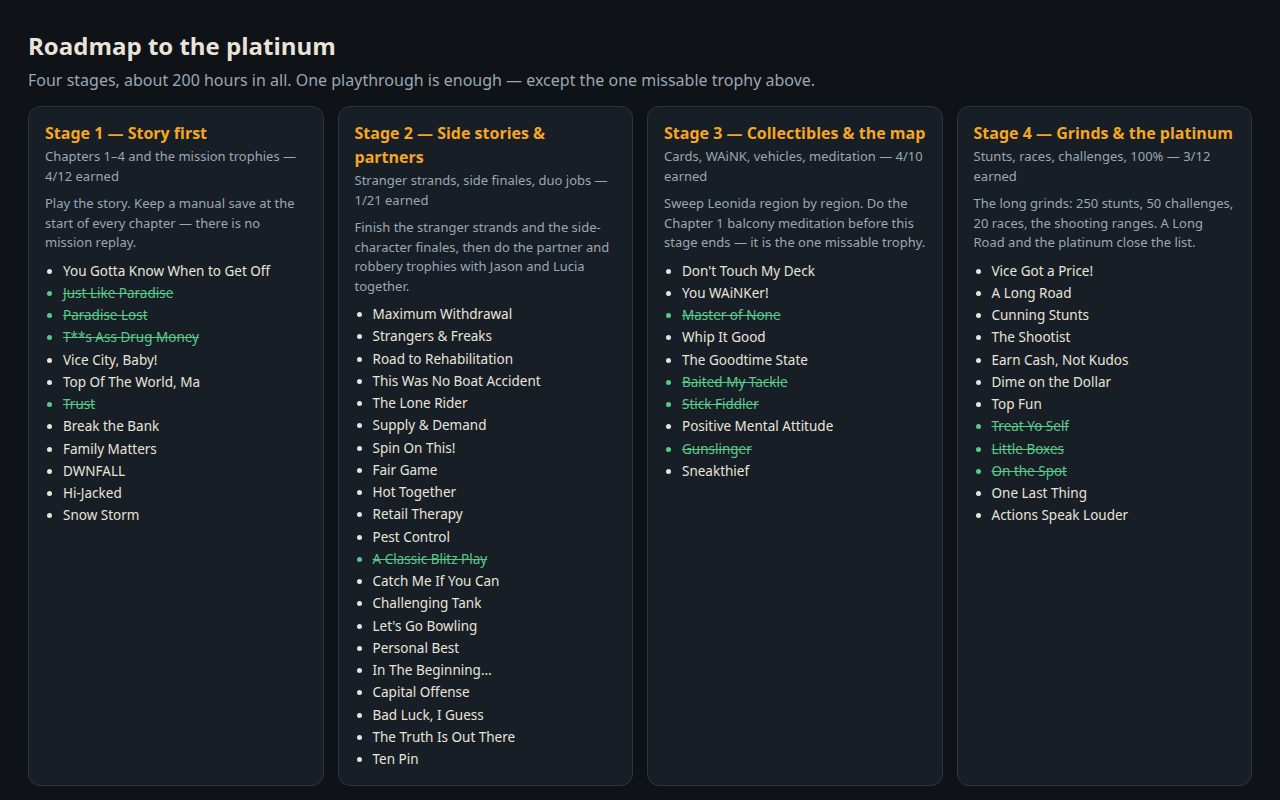 Roadmap to the platinum
Four stages, about 200 hours in all. One playthrough is enough — except the one missable trophy above.
Stage 1 — Story first
Chapters 1–4 and the mission trophies —
4/12 earned
Play the story. Keep a manual save at the
start of every chapter — there is no
mission replay.
You Gotta Know When to Get Off
Just Like Paradise
Paradise Lost
T**s Ass Drug Money
Vice City, Baby!
Top Of The World, Ma
Trust
Break the Bank
Family Matters
DWNFALL
Hi-Jacked
Snow Storm
Stage 2 — Side stories &
partners
Stranger strands, side finales, duo jobs —
1/21 earned
Finish the stranger strands and the side-
character finales, then do the partner and
robbery trophies with Jason and Lucia
together.
Maximum Withdrawal
Strangers & Freaks
Road to Rehabilitation
This Was No Boat Accident
The Lone Rider
Supply & Demand
Spin On This!
Fair Game
Hot Together
Retail Therapy
Pest Control
A Classic Blitz Play
Catch Me If You Can
Challenging Tank
Let's Go Bowling
Personal Best
In The Beginning...
Capital Offense
Bad Luck, I Guess
The Truth Is Out There
Ten Pin
Stage 3 — Collectibles & the map
Cards, WAiNK, vehicles, meditation — 4/10
earned
Sweep Leonida region by region. Do the
Chapter 1 balcony meditation before this
stage ends — it is the one missable trophy.
Don't Touch My Deck
You WAiNKer!
Master of None
Whip It Good
The Goodtime State
Baited My Tackle
Stick Fiddler
Positive Mental Attitude
Gunslinger
Sneakthief
Stage 4 — Grinds & the platinum
Stunts, races, challenges, 100% — 3/12
earned
The long grinds: 250 stunts, 50 challenges,
20 races, the shooting ranges. A Long
Road and the platinum close the list.
Vice Got a Price!
A Long Road
Cunning Stunts
The Shootist
Earn Cash, Not Kudos
Dime on the Dollar
Top Fun
Treat Yo Self
Little Boxes
On the Spot
One Last Thing
Actions Speak Louder